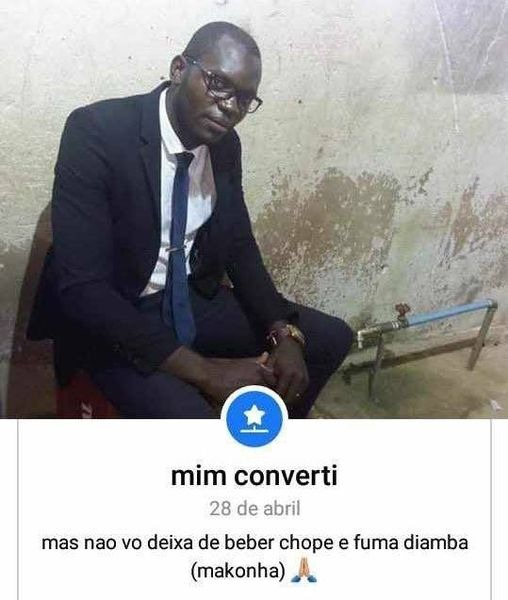 mim converti
28 de abril
mas nao vo deixa de beber chope e fuma diamba
(makonha) 🙏🏽